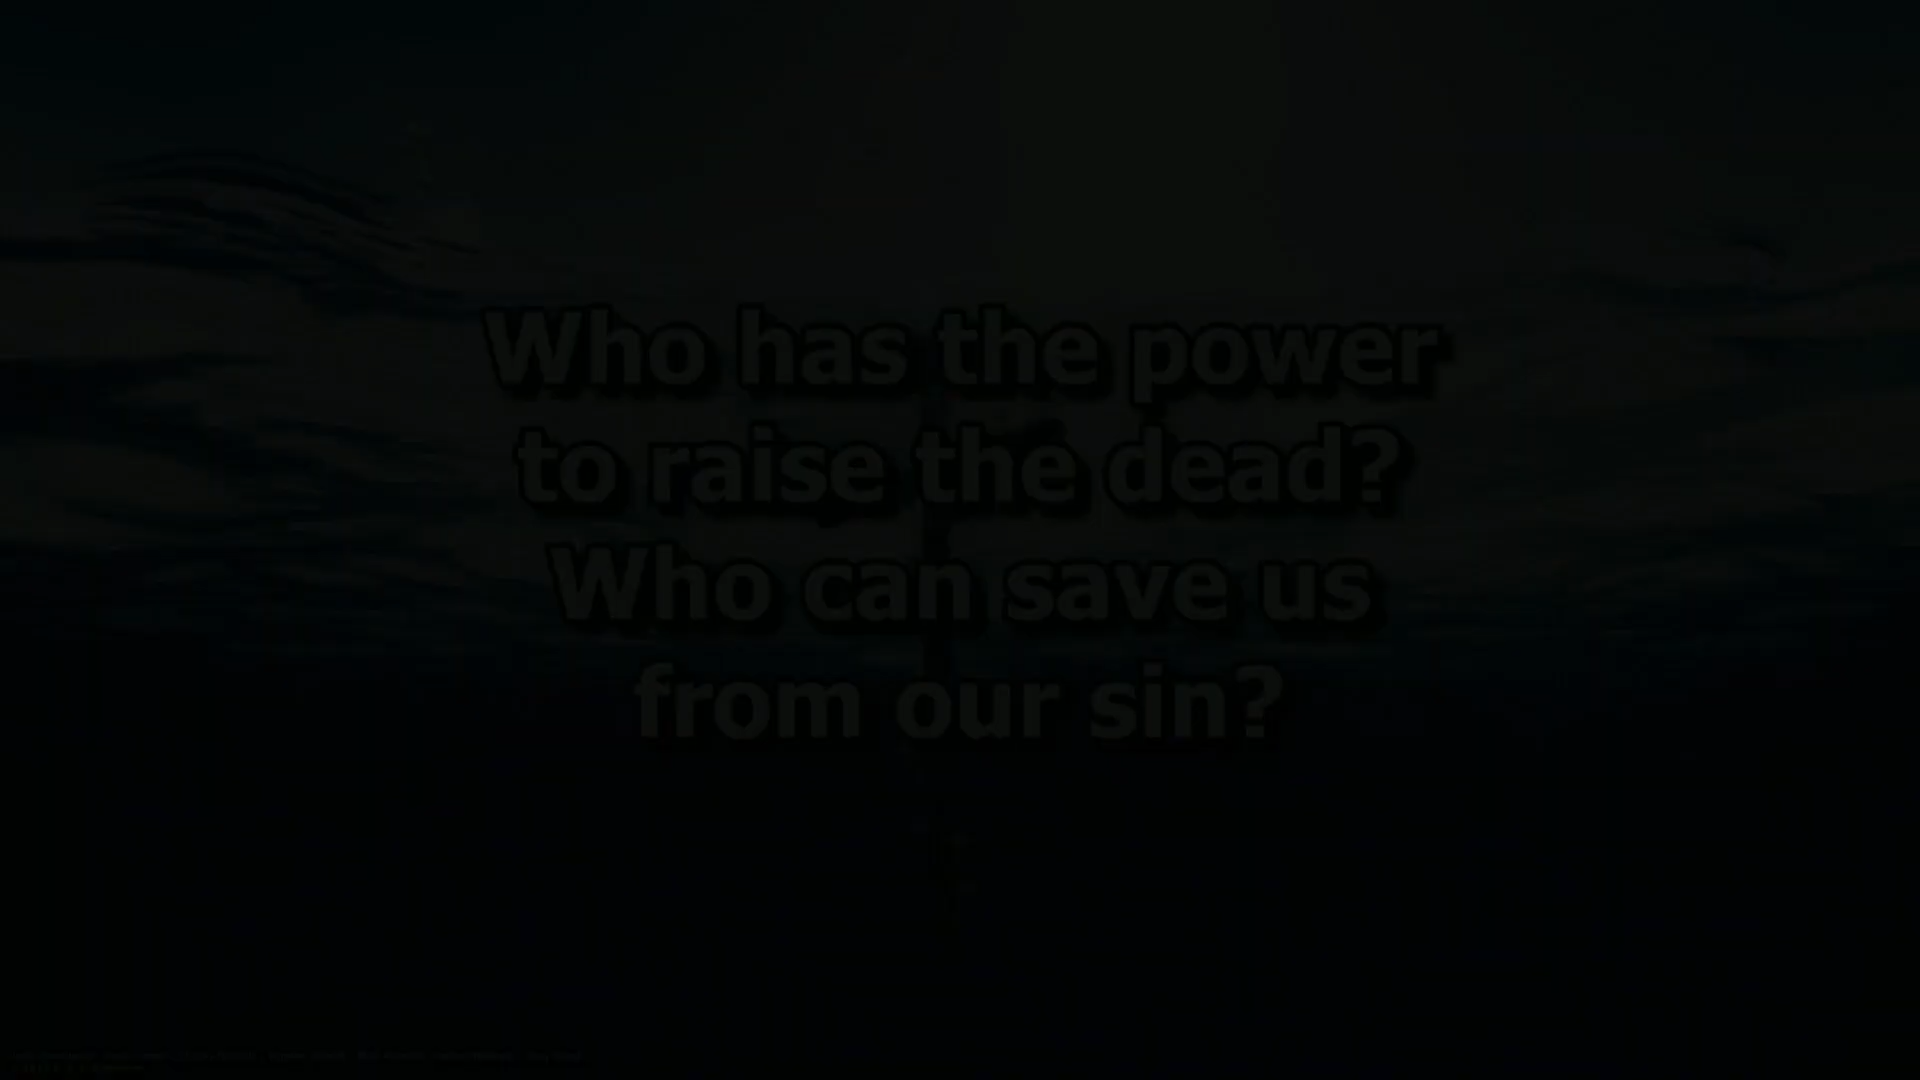 Who has the power
to raise the dead?
Who can save us
from our sin?